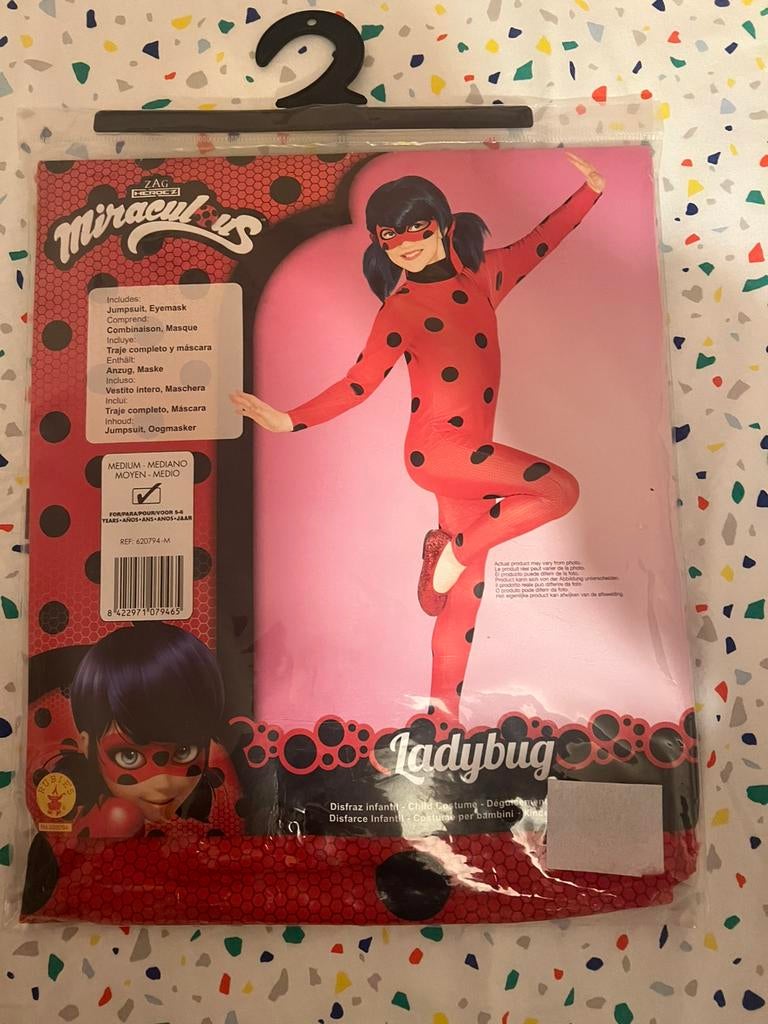 ZAG
HEROEZ
Miraculous
Includes:
Jumpsuit, Eyemask
Comprend:
Combinaison, Masque
Incluye:
Traje completo y máscara
Enthält:
Anzug, Maske
Incluso:
Vestito intero, Maschera
Inclui:
Traje completo, Máscara
Inhoud:
Jumpsuit, Oogmasker
MEDIUM - MEDIANO
MOYEN - MEDIO
FOR/PARA/POUR/VOOR 5-6
YEARS•AÑOS•ANS•ANOS•JAAR
REF: 620794-M
8 422971 079465
Actual product may vary from photo.
Le produit réel peut varier de la photo.
El producto puede diferir de la foto.
Product kann sich von der Abbildung unterscheiden.
Il prodotto reale può differire da foto
O produto pode diferir da foto
Het eigenlijke product kan afwijken van de afbeelding.
Ladybug
RUBIES
Disfraz infantil - Child Costume - Déguisement
Disfarce Infantil - Costume per bambini -